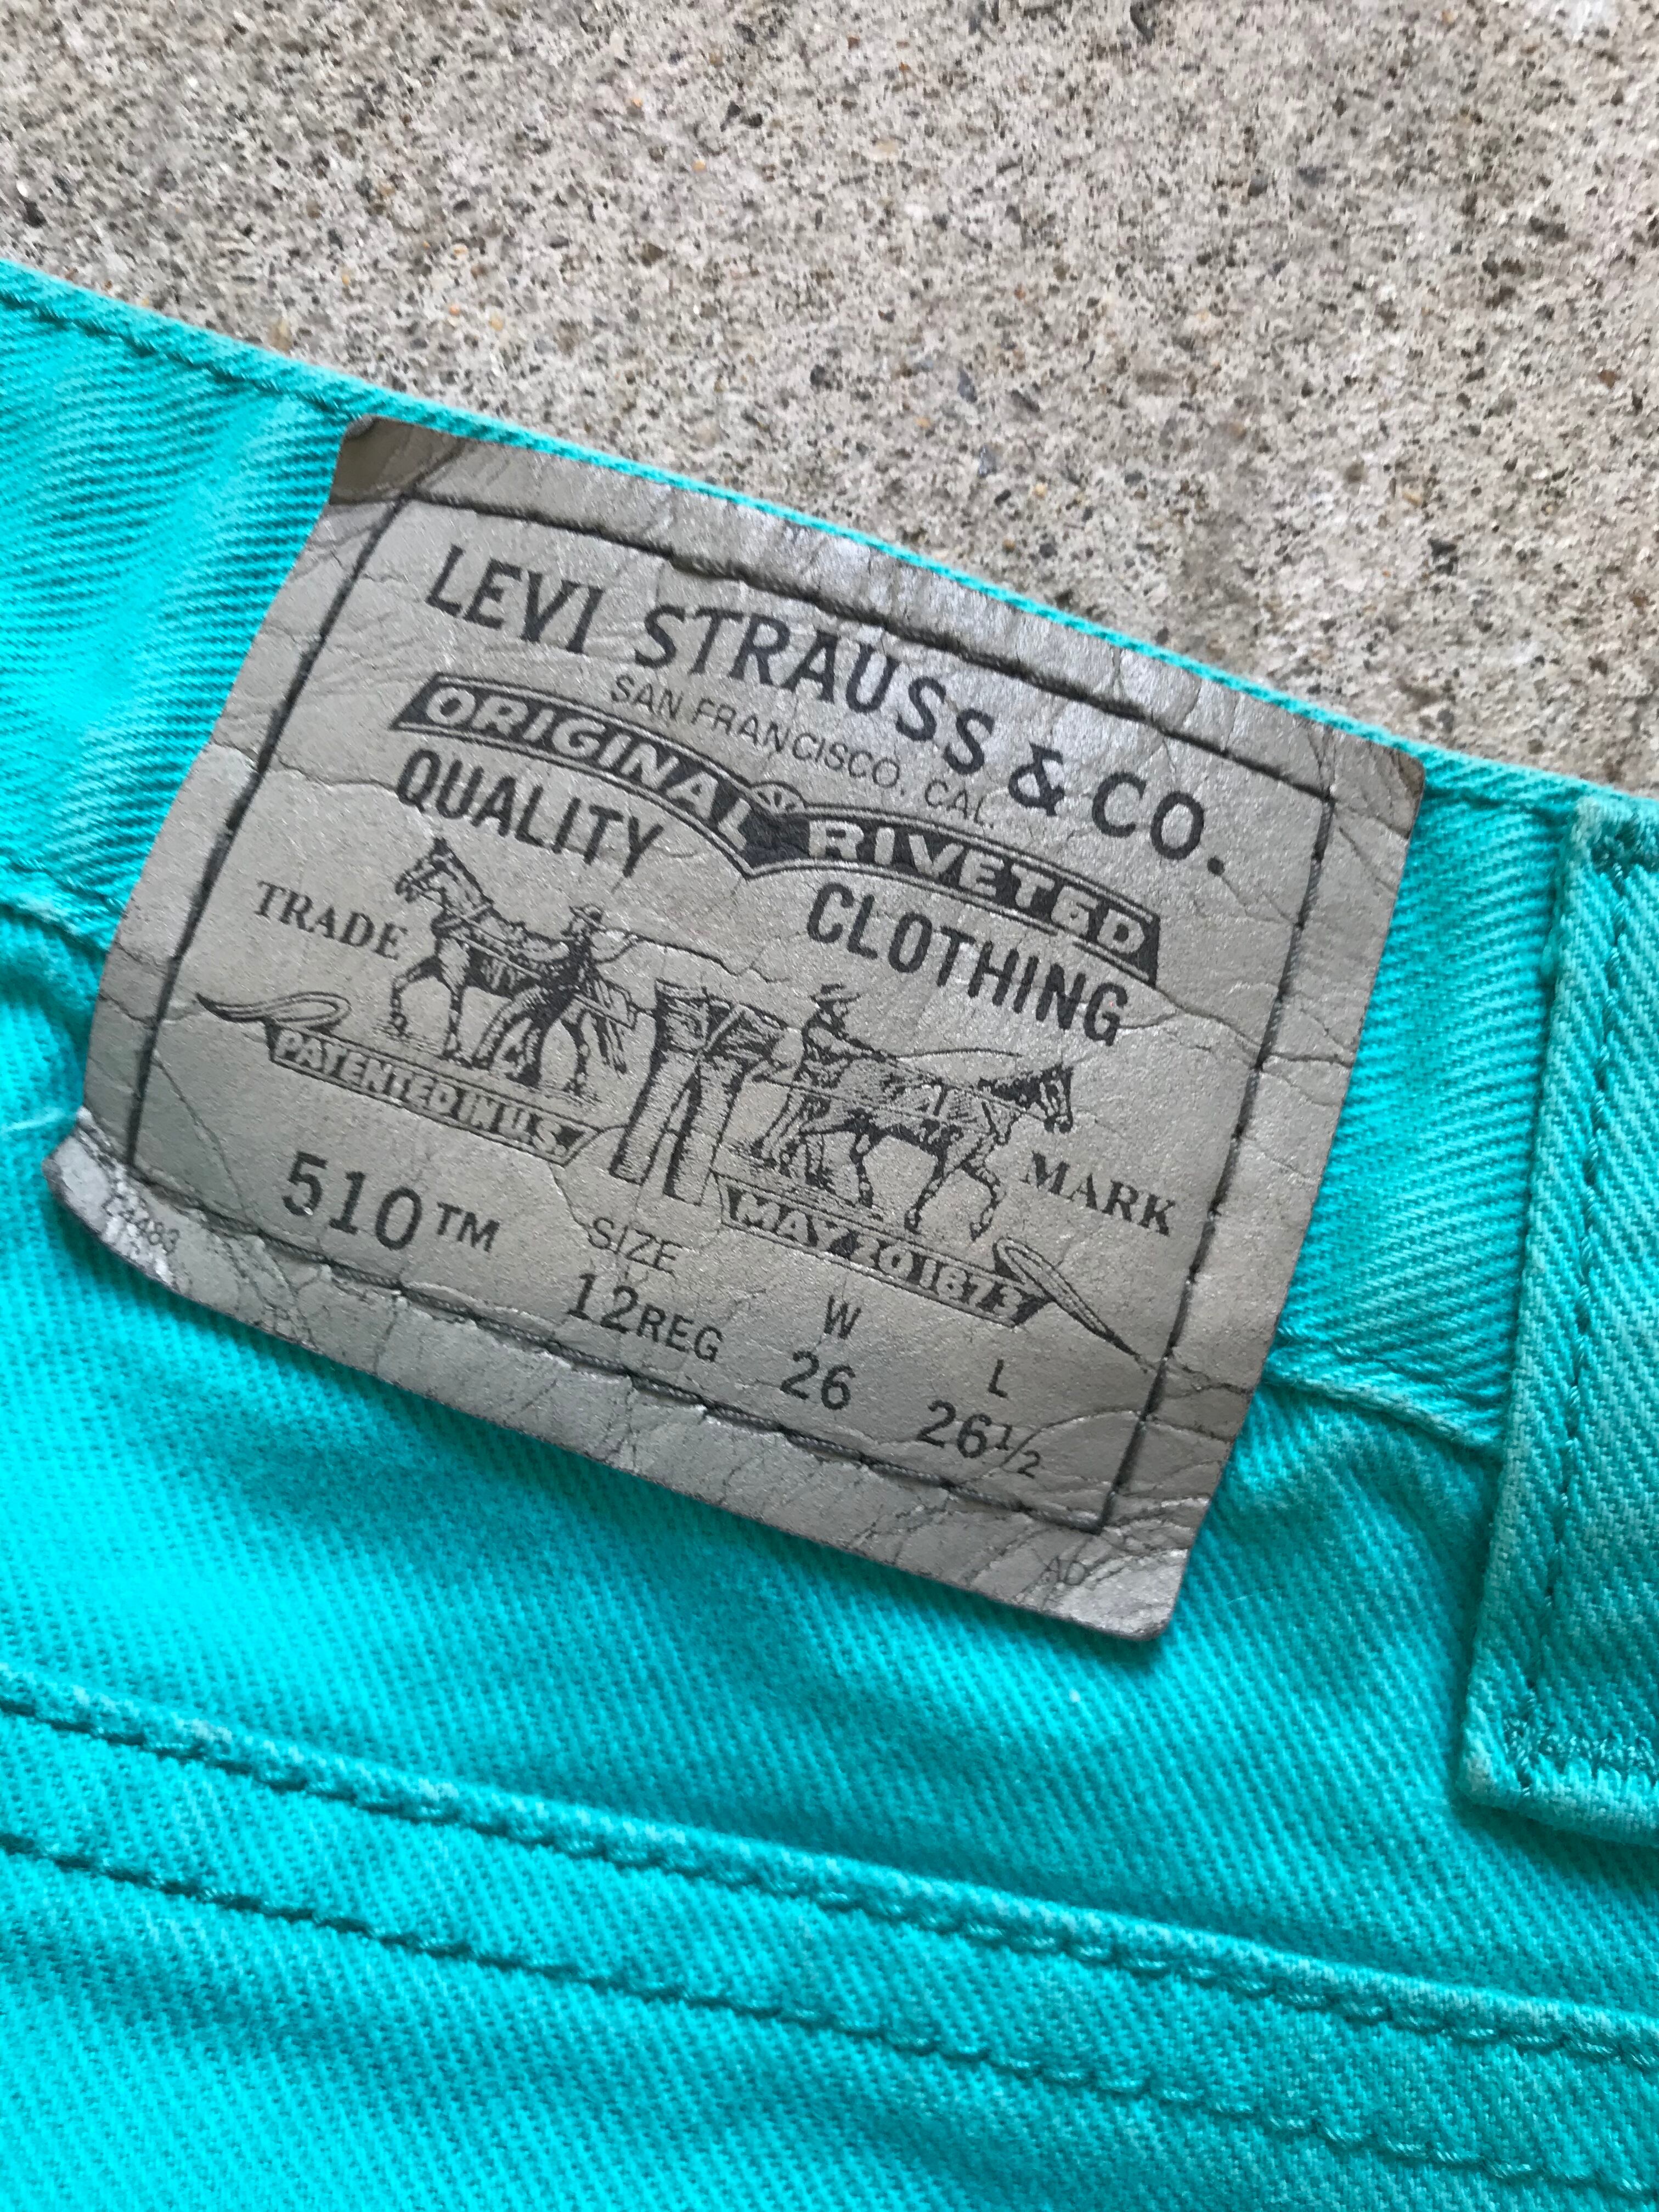 LEVI STRAUSS & CO.
SAN FRANCISCO, CAL.
ORIGINAL RIVETED
QUALITY CLOTHING
TRADE MARK
PATENTED IN U.S.
MAY 20 1873
510™
SIZE W L
12REG 26 26½
AD